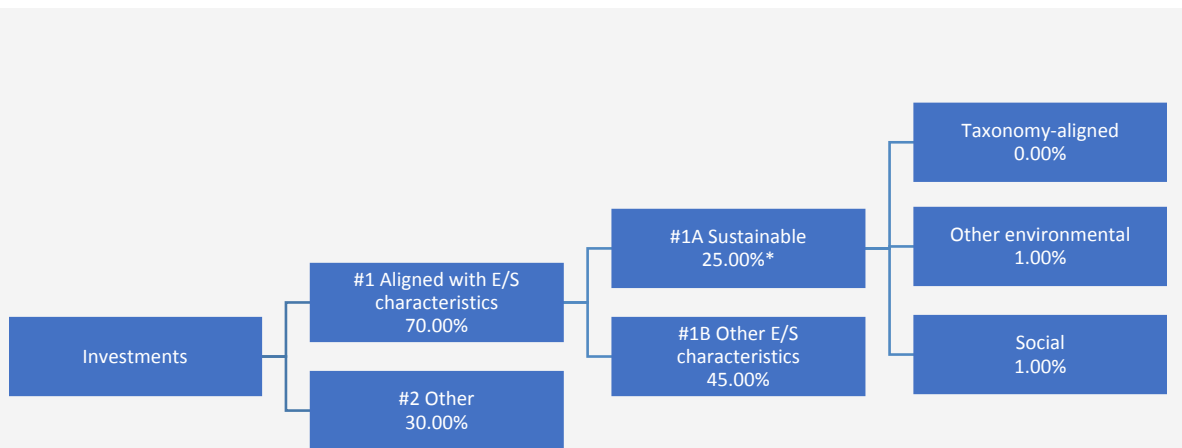 Investments
#1 Aligned with E/S
characteristics
70.00%
#2 Other
30.00%
#1A Sustainable
25.00%*
#1B Other E/S
characteristics
45.00%
Taxonomy-aligned
0.00%
Other environmental
1.00%
Social
1.00%